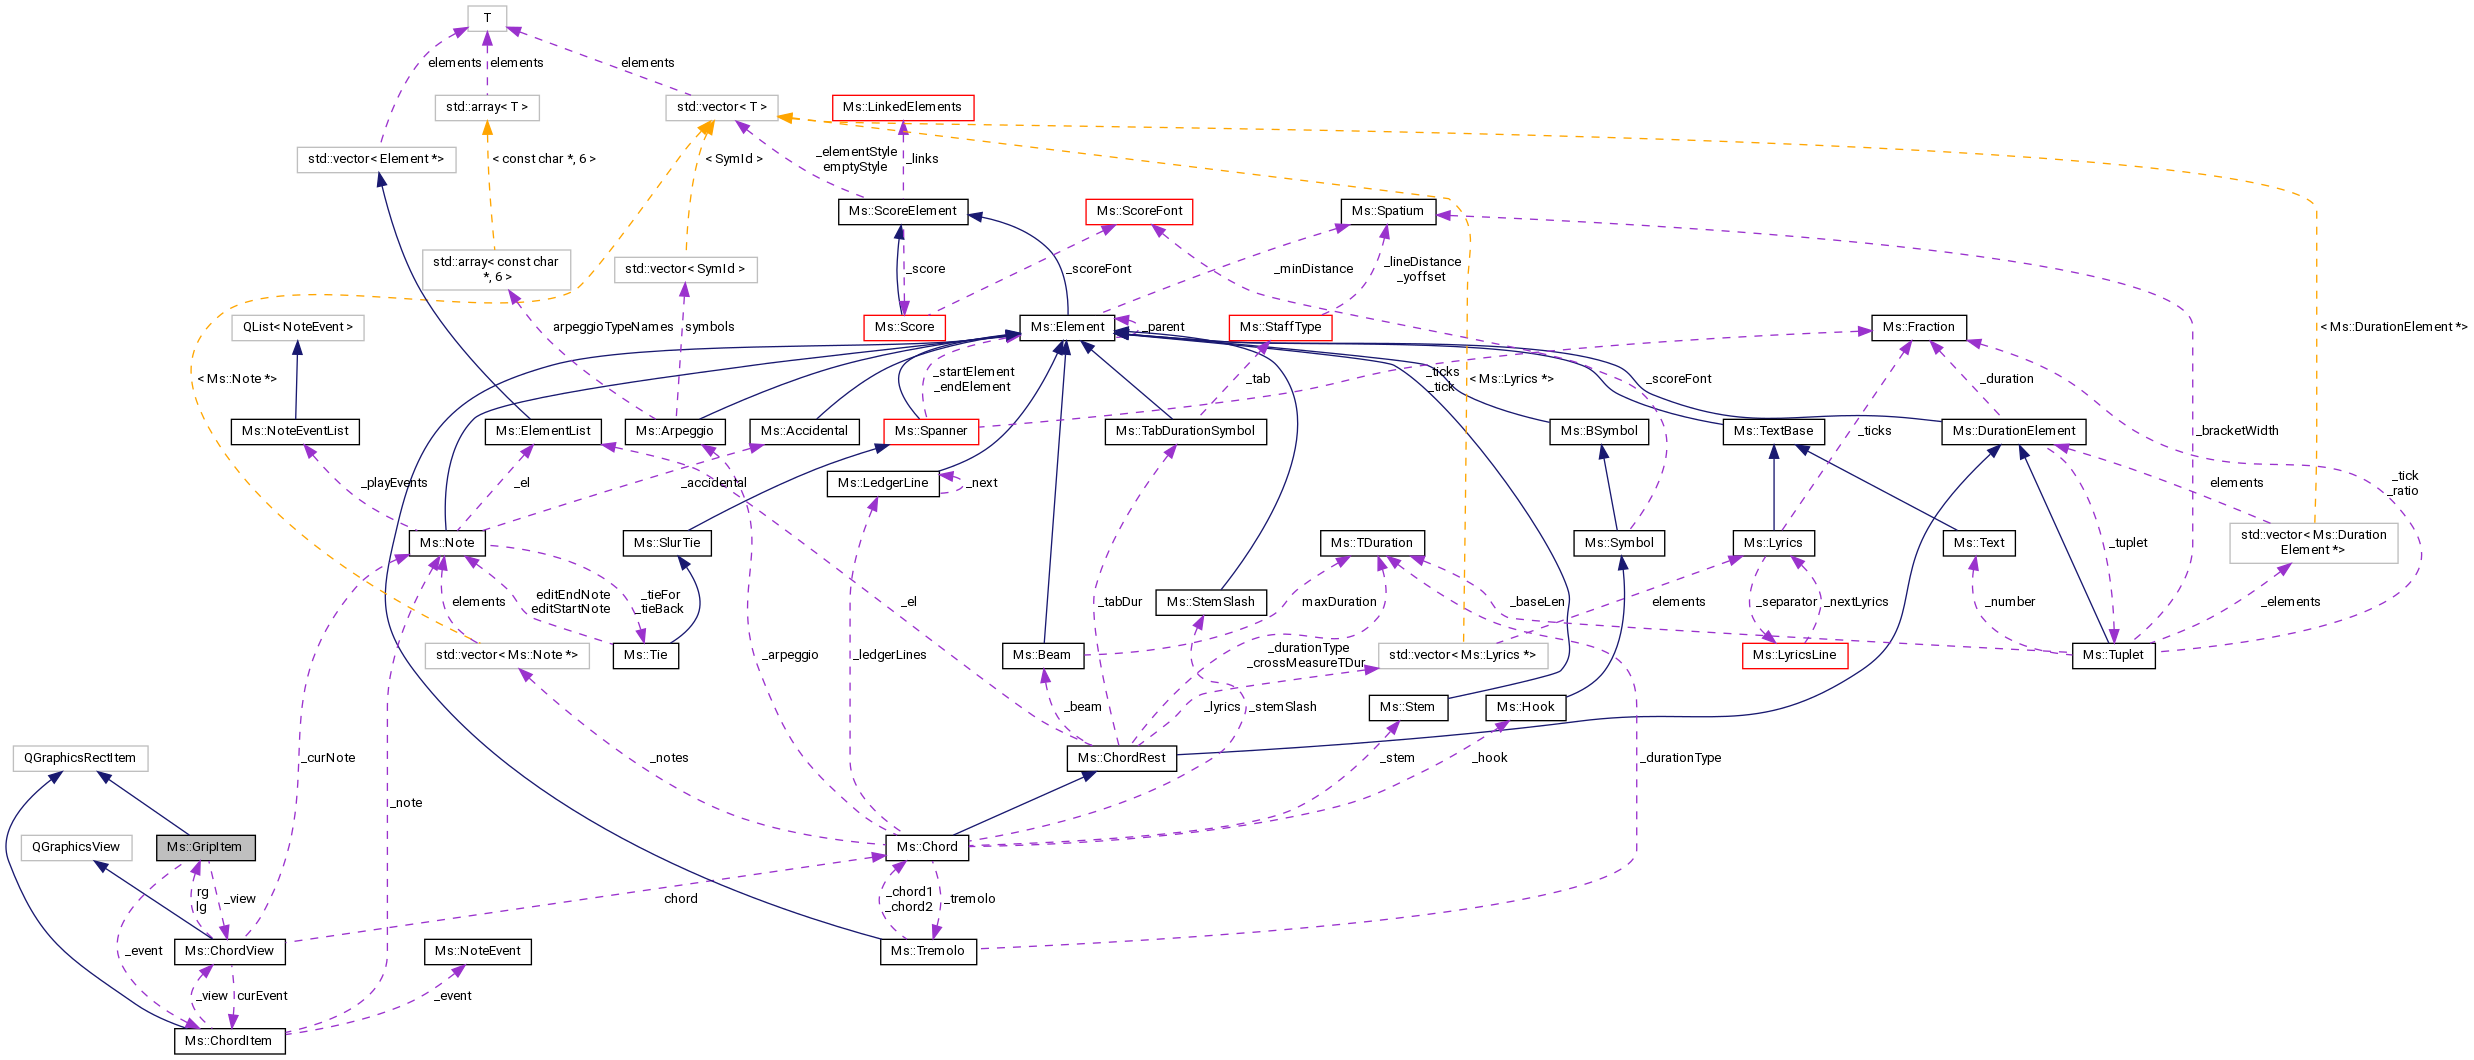 T
elements
elements
elements
std::array< T >
std::vector< T >
Ms::LinkedElements
std::vector< Element *>
< const char *, 6 >
< SymId >
_elementStyle
emptyStyle
_links
Ms::ScoreElement
Ms::ScoreFont
Ms::Spatium
std::array< const char
*, 6 >
std::vector< SymId >
_score
_scoreFont
_minDistance
_lineDistance
_yoffset
QList< NoteEvent >
arpeggioTypeNames
symbols
Ms::Score
Ms::Element
_parent
Ms::StaffType
Ms::Fraction
< Ms::DurationElement *>
< Ms::Note *>
_startElement
_endElement
_tab
_ticks
_tick
< Ms::Lyrics *>
_scoreFont
_duration
Ms::NoteEventList
Ms::ElementList
Ms::Arpeggio
Ms::Accidental
Ms::Spanner
Ms::TabDurationSymbol
Ms::BSymbol
Ms::TextBase
Ms::DurationElement
_ticks
_bracketWidth
_playEvents
_el
_accidental
Ms::LedgerLine
_next
elements
_tick
_ratio
Ms::Note
Ms::SlurTie
Ms::TDuration
Ms::Symbol
Ms::Lyrics
Ms::Text
_tuplet
std::vector< Ms::Duration
Element *>
elements
editEndNote
editStartNote
_tieFor
_tieBack
_el
_tabDur
Ms::StemSlash
maxDuration
_baseLen
elements
_separator
_nextLyrics
_number
_elements
std::vector< Ms::Note *>
Ms::Tie
_arpeggio
_ledgerLines
Ms::Beam
_durationType
_crossMeasureTDur
std::vector< Ms::Lyrics *>
Ms::LyricsLine
Ms::Tuplet
_beam
_lyrics
_stemSlash
Ms::Stem
Ms::Hook
QGraphicsRectItem
_curNote
_notes
Ms::ChordRest
_stem
_hook
_durationType
_note
QGraphicsView
Ms::GripItem
Ms::Chord
rg
lg
_view
chord
_chord1
_chord2
_tremolo
_event
Ms::ChordView
Ms::NoteEvent
Ms::Tremolo
_view
curEvent
_event
Ms::ChordItem